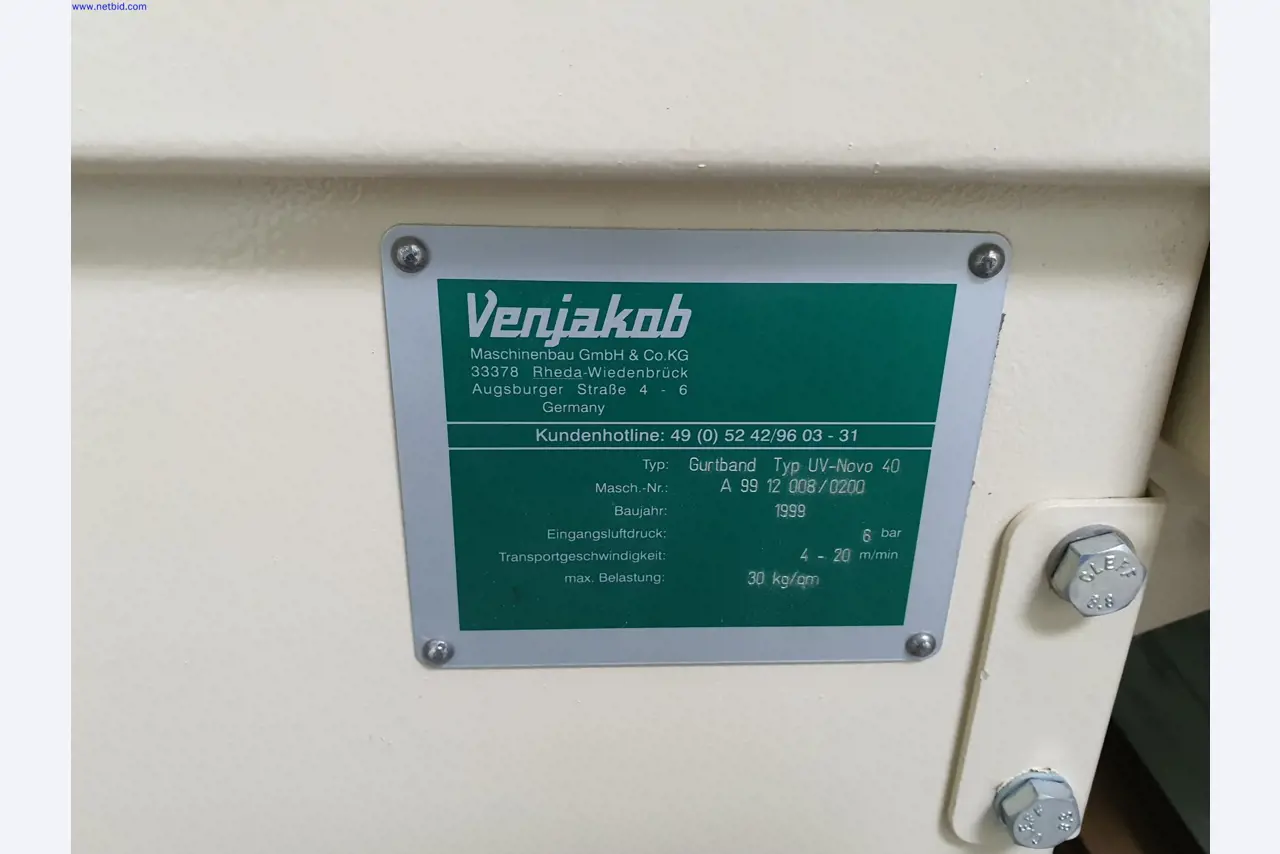 www.netbid.com
Venjakob
Maschinenbau GmbH & Co.KG
33378 Rheda-Wiedenbrück
Augsburger Straße 4 - 6
Germany
Kundenhotline: 49 (0) 52 42/96 03 - 31
Typ: Gurtband Typ UV-Novo 40
Masch.-Nr.: A 99 12 008/0200
Baujahr: 1999
Eingangsluftdruck: 6 bar
Transportgeschwindigkeit: 4 - 20 m/min
max. Belastung: 30 kg/qm
8.8